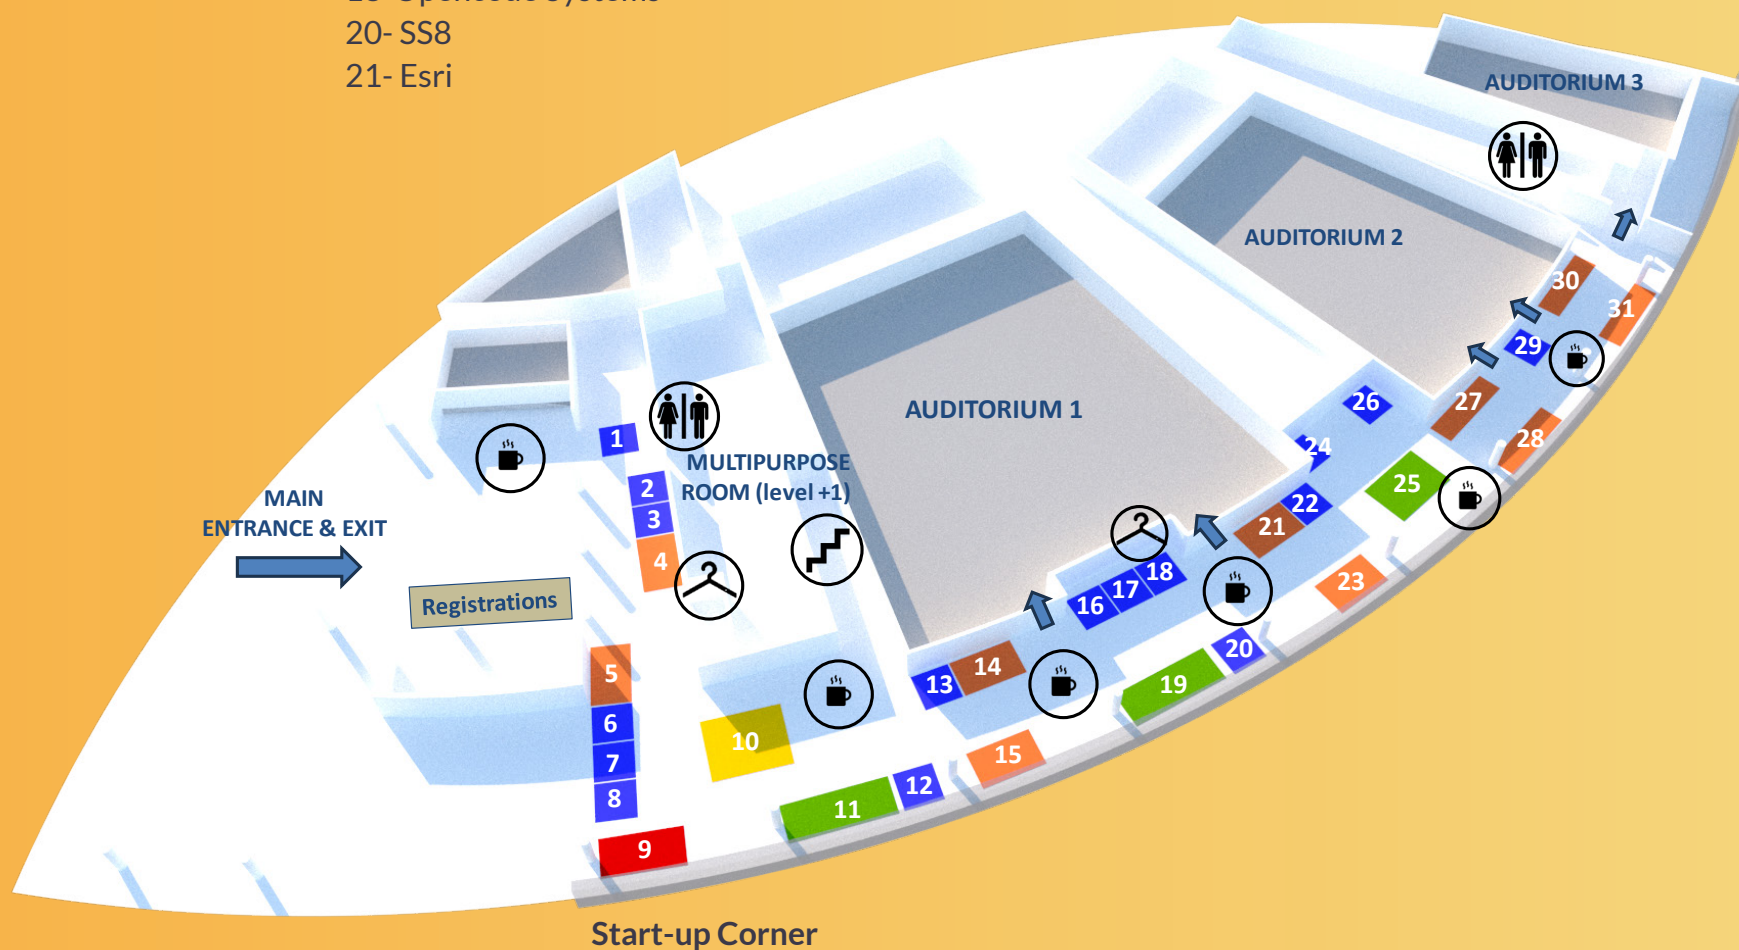 20- SS8
21- Esri
AUDITORIUM 3
AUDITORIUM 2
30
31
29
AUDITORIUM 1
26
27
24
28
1
MULTIPURPOSE
ROOM (level +1)
2
25
MAIN
ENTRANCE & EXIT
3
22
21
4
18
17
16
23
Registrations
20
5
14
13
19
6
10
15
7
12
8
11
9
Start-up Corner